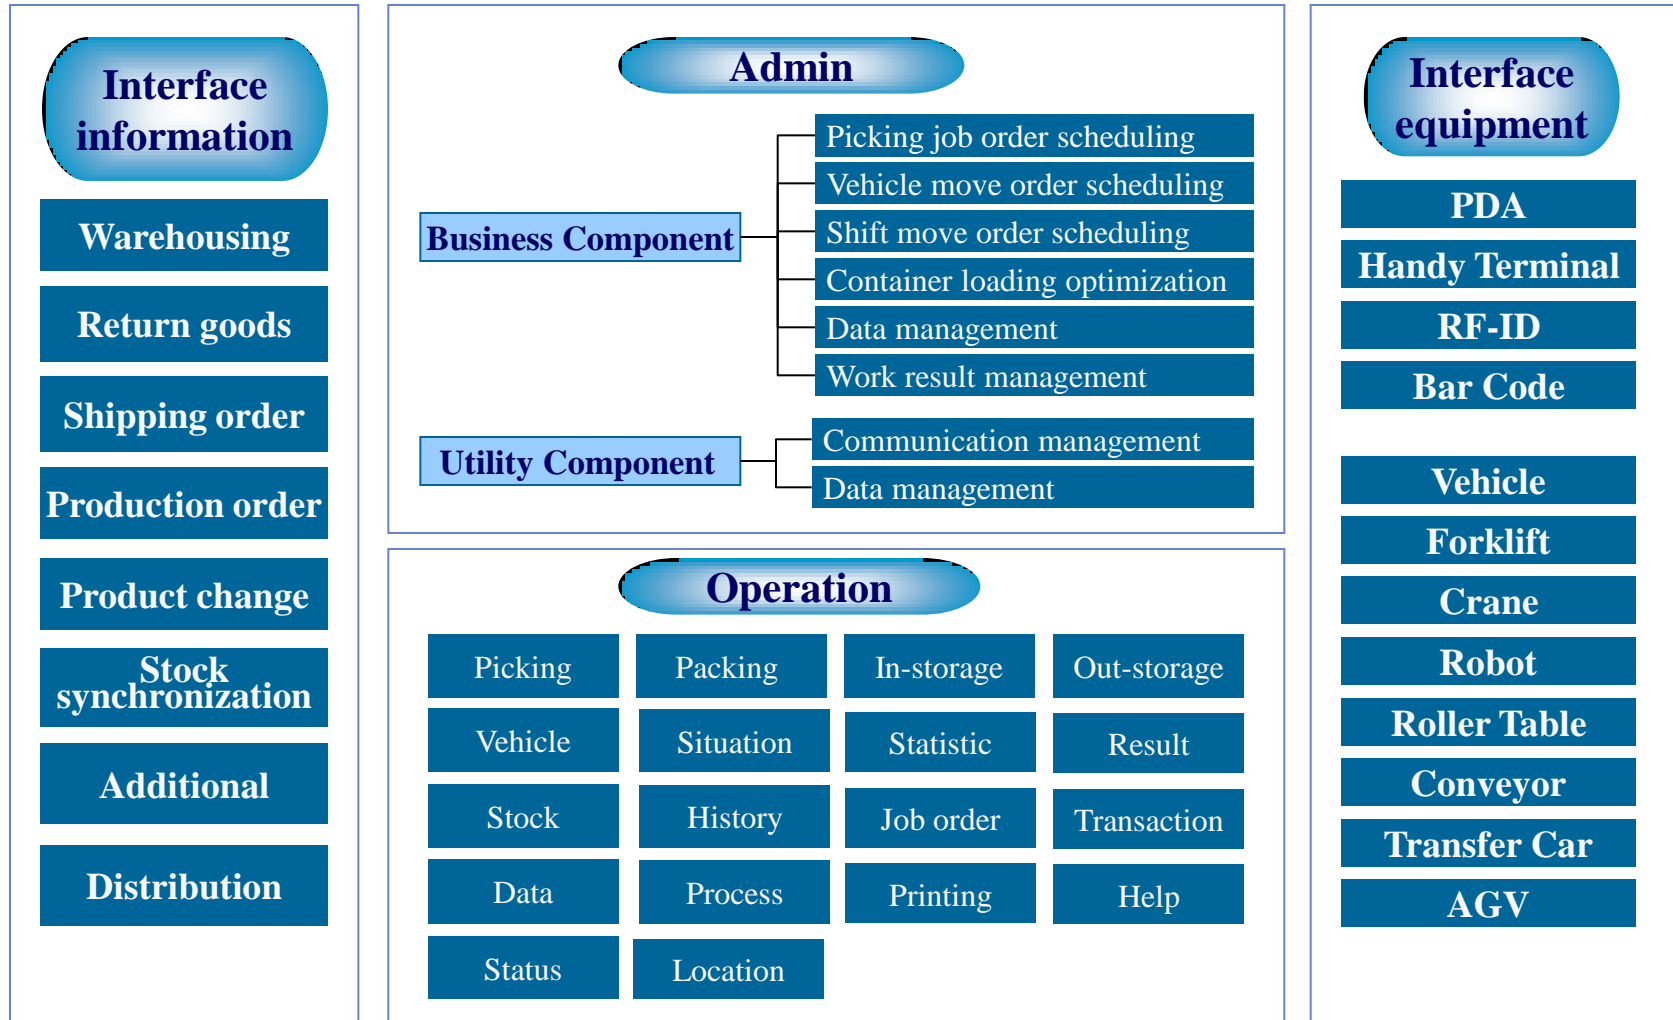 Interface
information
Warehousing
Return goods
Shipping order
Production order
Product change
Stock
synchronization
Additional
Distribution
Admin
Business Component
Picking job order scheduling
Vehicle move order scheduling
Shift move order scheduling
Container loading optimization
Data management
Work result management
Utility Component
Communication management
Data management
Operation
Picking
Packing
In-storage
Out-storage
Vehicle
Situation
Statistic
Result
Stock
History
Job order
Transaction
Data
Process
Printing
Help
Status
Location
Interface
equipment
PDA
Handy Terminal
RF-ID
Bar Code
Vehicle
Forklift
Crane
Robot
Roller Table
Conveyor
Transfer Car
AGV